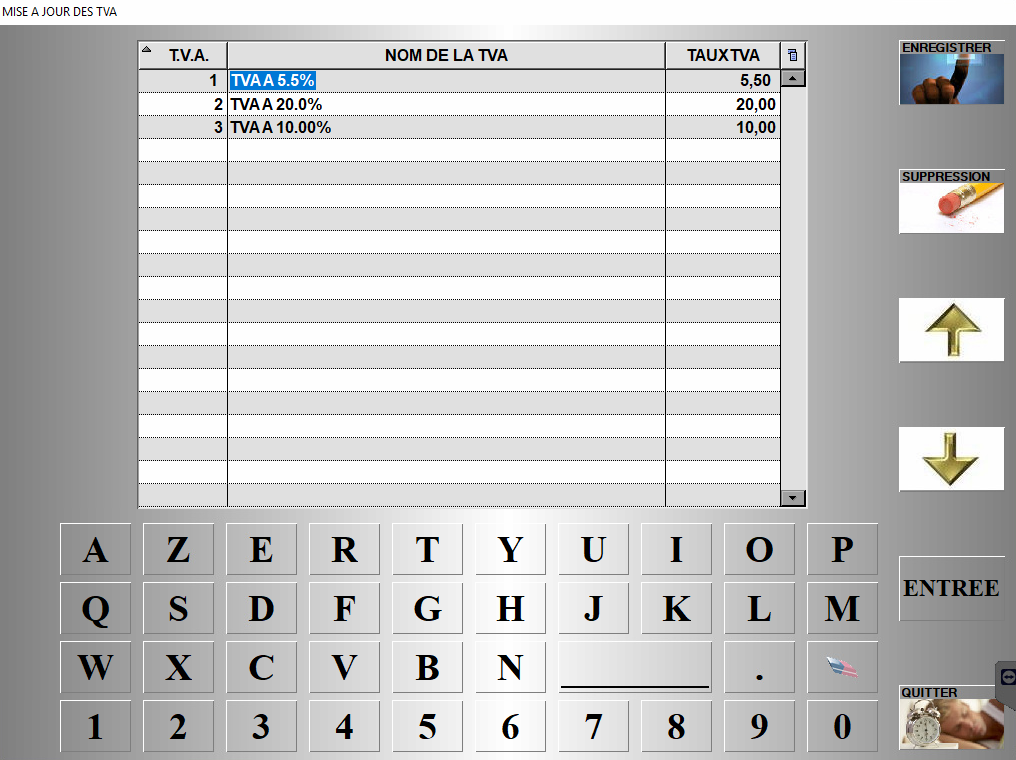 MISE A JOUR DES TVA
T.V.A. NOM DE LA TVA TAUX TVA
1 TVA A 5.5% 5,50
2 TVA A 20.0% 20,00
3 TVA A 10.00% 10,00
ENREGISTRER
SUPPRESSION
A Z E R T Y U I O P
Q S D F G H J K L M
ENTREE
W X C V B N .
QUITTER
1 2 3 4 5 6 7 8 9 0